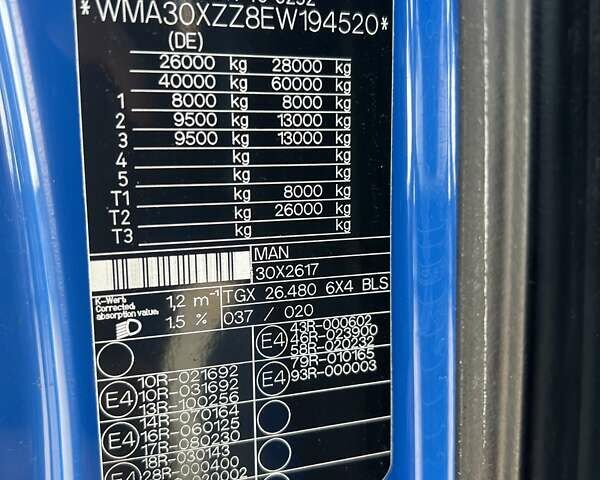 *WMA30XZZ8EW194520*
(DE)
26000 kg 28000 kg
40000 kg 60000 kg
1 8000 kg 8000 kg
2 9500 kg 13000 kg
3 9500 kg 13000 kg
4 kg kg
5 kg kg
T1 kg 8000 kg
T2 kg 26000 kg
T3 kg kg
MAN
30X2617
K-Wert, Corrected absorption value. 1,2 m⁻¹
TGX 26.480 6X4 BLS
1.5 %
037 / 020
E4
43R-000602
46R-023900
58R-020232
E4
79R-010165
93R-000003
E4
10R-021692
10R-031692
13R-100256
E4
14R-070164
16R-060125
17R-080230
E4
18R-030143
28R-000400